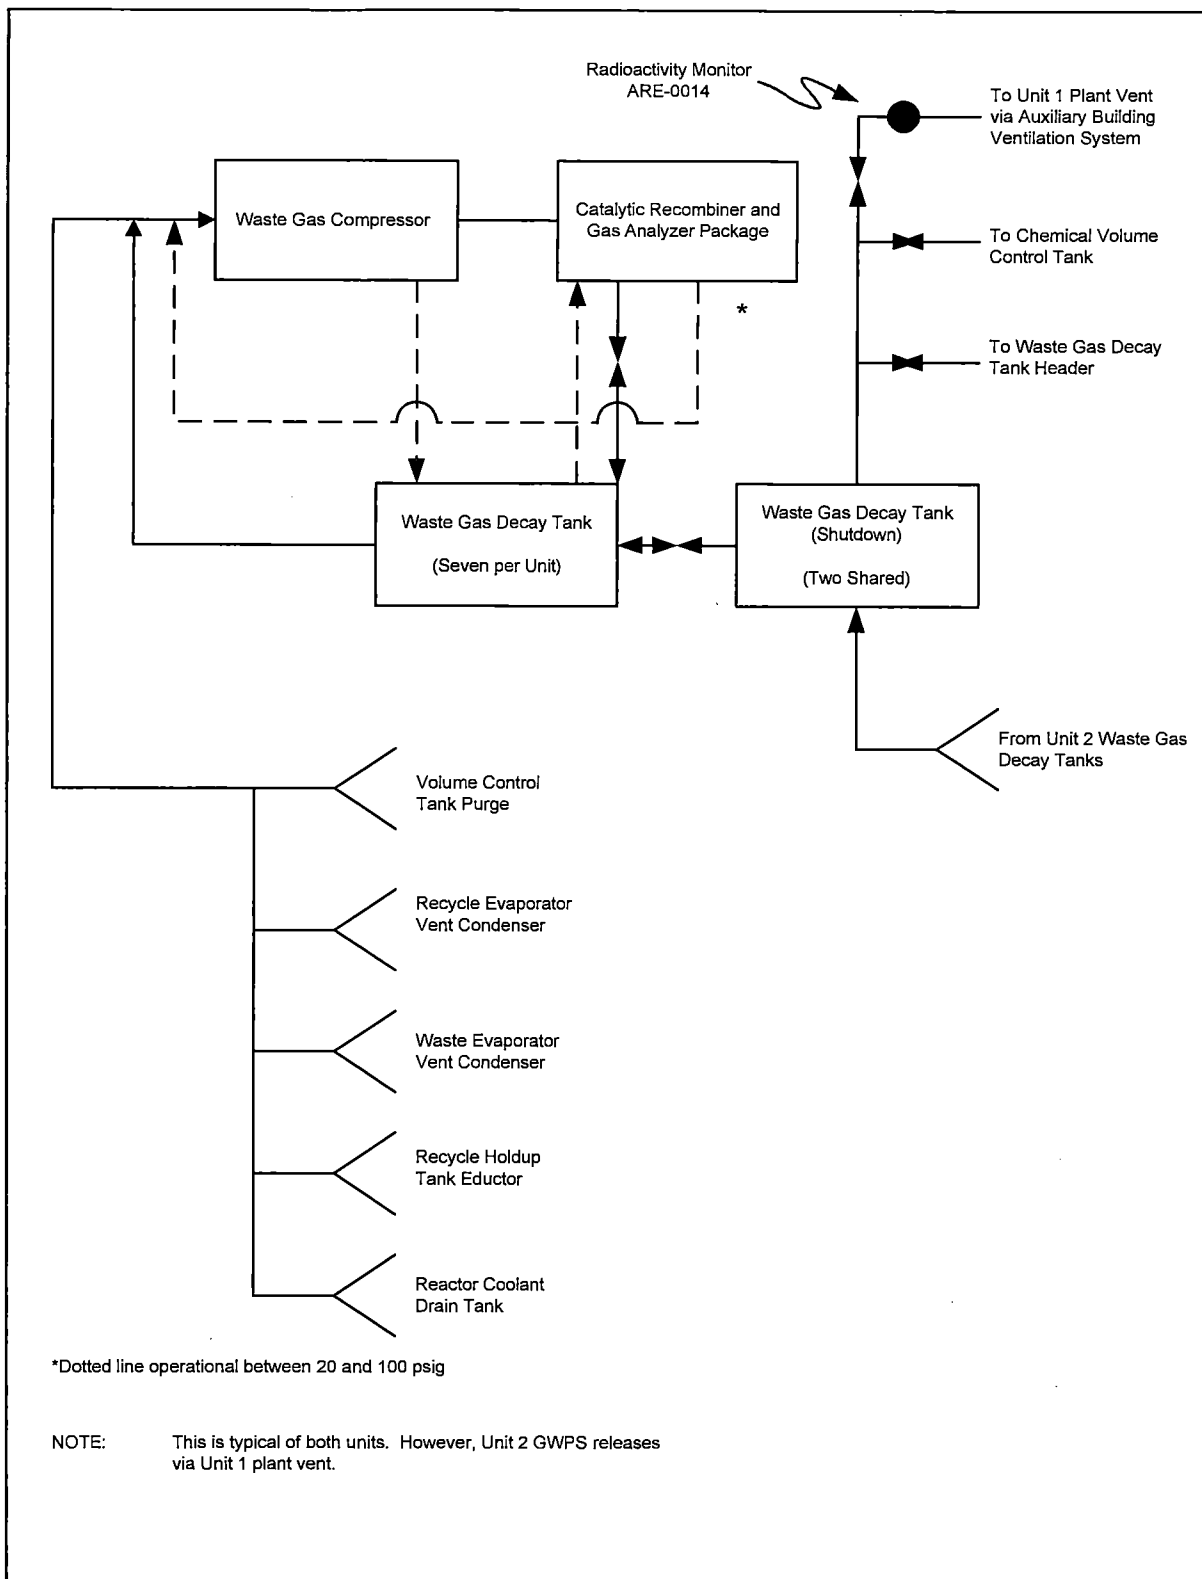 Radioactivity Monitor
ARE-0014
To Unit 1 Plant Vent
via Auxiliary Building
Ventilation System
Waste Gas Compressor
Catalytic Recombiner and
Gas Analyzer Package
To Chemical Volume
Control Tank
*
To Waste Gas Decay
Tank Header
Waste Gas Decay Tank
(Seven per Unit)
Waste Gas Decay Tank
(Shutdown)
(Two Shared)
From Unit 2 Waste Gas
Decay Tanks
Volume Control
Tank Purge
Recycle Evaporator
Vent Condenser
Waste Evaporator
Vent Condenser
Recycle Holdup
Tank Eductor
Reactor Coolant
Drain Tank
*Dotted line operational between 20 and 100 psig
NOTE: This is typical of both units. However, Unit 2 GWPS releases
via Unit 1 plant vent.